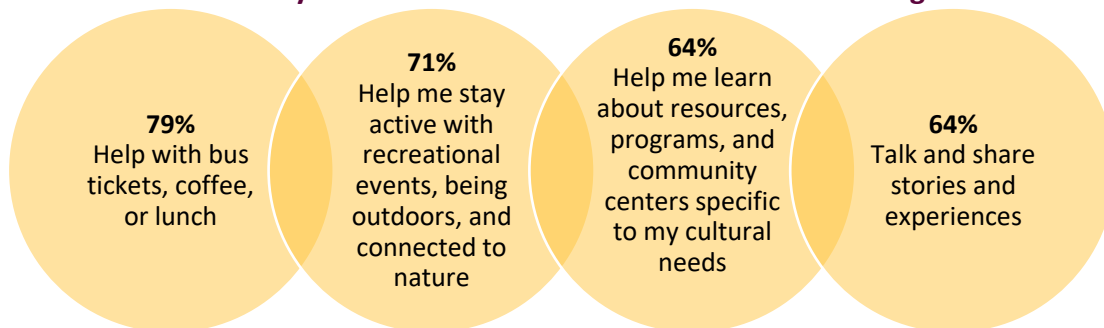 79%
Help with bus
tickets, coffee,
or lunch
71%
Help me stay
active with
recreational
events, being
outdoors, and
connected to
nature
64%
Help me learn
about resources,
programs, and
community
centers specific
to my cultural
needs
64%
Talk and share
stories and
experiences